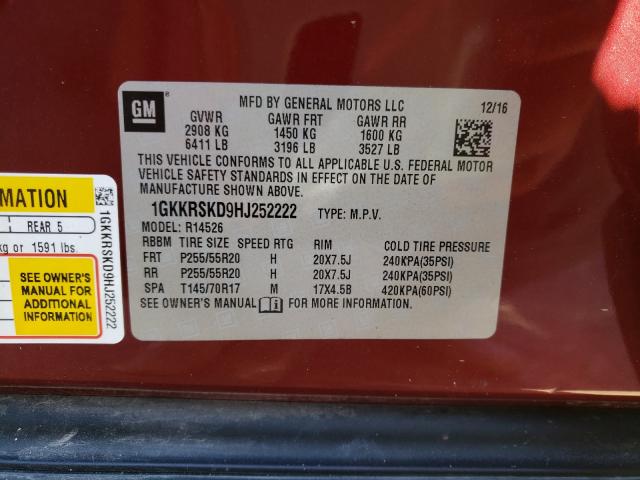 GM
MFD BY GENERAL MOTORS LLC 12/16
GVWR GAWR FRT GAWR RR
2908 KG 1450 KG 1600 KG
6411 LB 3196 LB 3527 LB
THIS VEHICLE CONFORMS TO ALL APPLICABLE U.S. FEDERAL MOTOR
VEHICLE SAFETY STANDARDS IN EFFECT ON THE DATE OF
MANUFACTURE SHOWN ABOVE.
1GKKRSKD9HJ252222 TYPE: M.P.V.
MODEL: R14526
RBBM TIRE SIZE SPEED RTG RIM COLD TIRE PRESSURE
FRT P255/55R20 H 20X7.5J 240KPA(35PSI)
RR P255/55R20 H 20X7.5J 240KPA(35PSI)
SPA T145/70R17 M 17X4.5B 420KPA(60PSI)
SEE OWNER'S MANUAL FOR MORE INFORMATION.
MATION
REAR 5
kg or 1591 lbs.
SEE OWNER'S
MANUAL FOR
ADDITIONAL
INFORMATION
1GKKRSKD9HJ252222